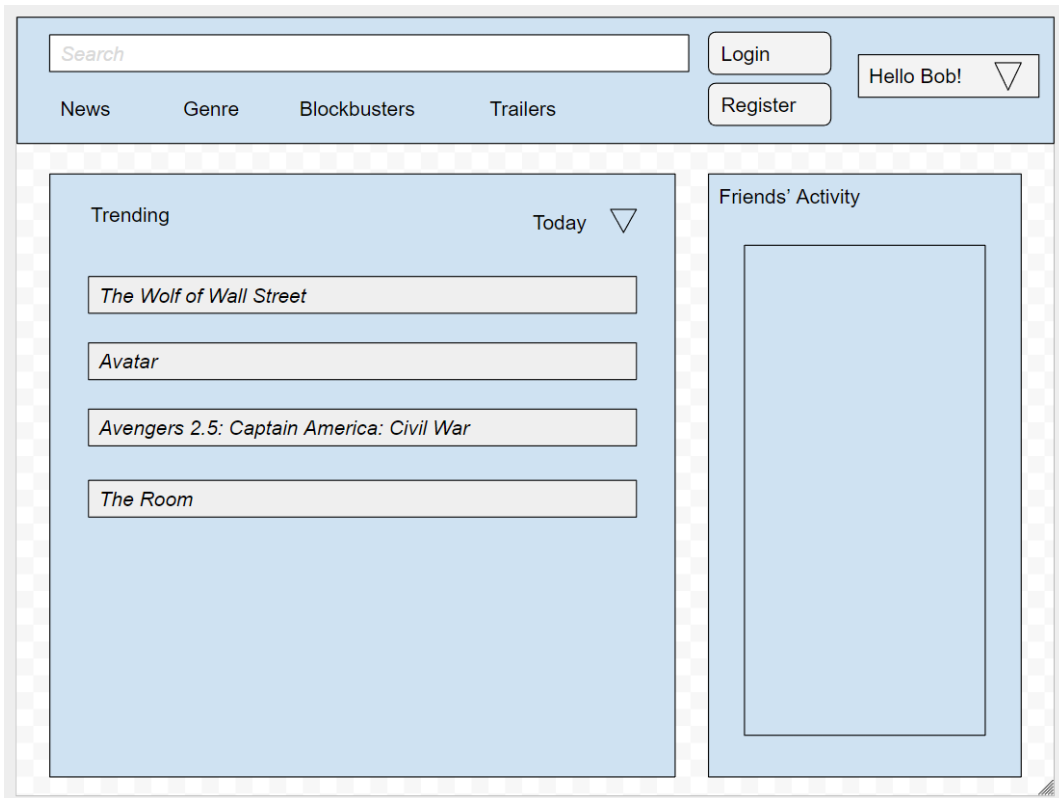 Search
Login
Hello Bob!
News Genre Blockbusters Trailers
Register
Trending
Today
The Wolf of Wall Street
Avatar
Avengers 2.5: Captain America: Civil War
The Room
Friends’ Activity